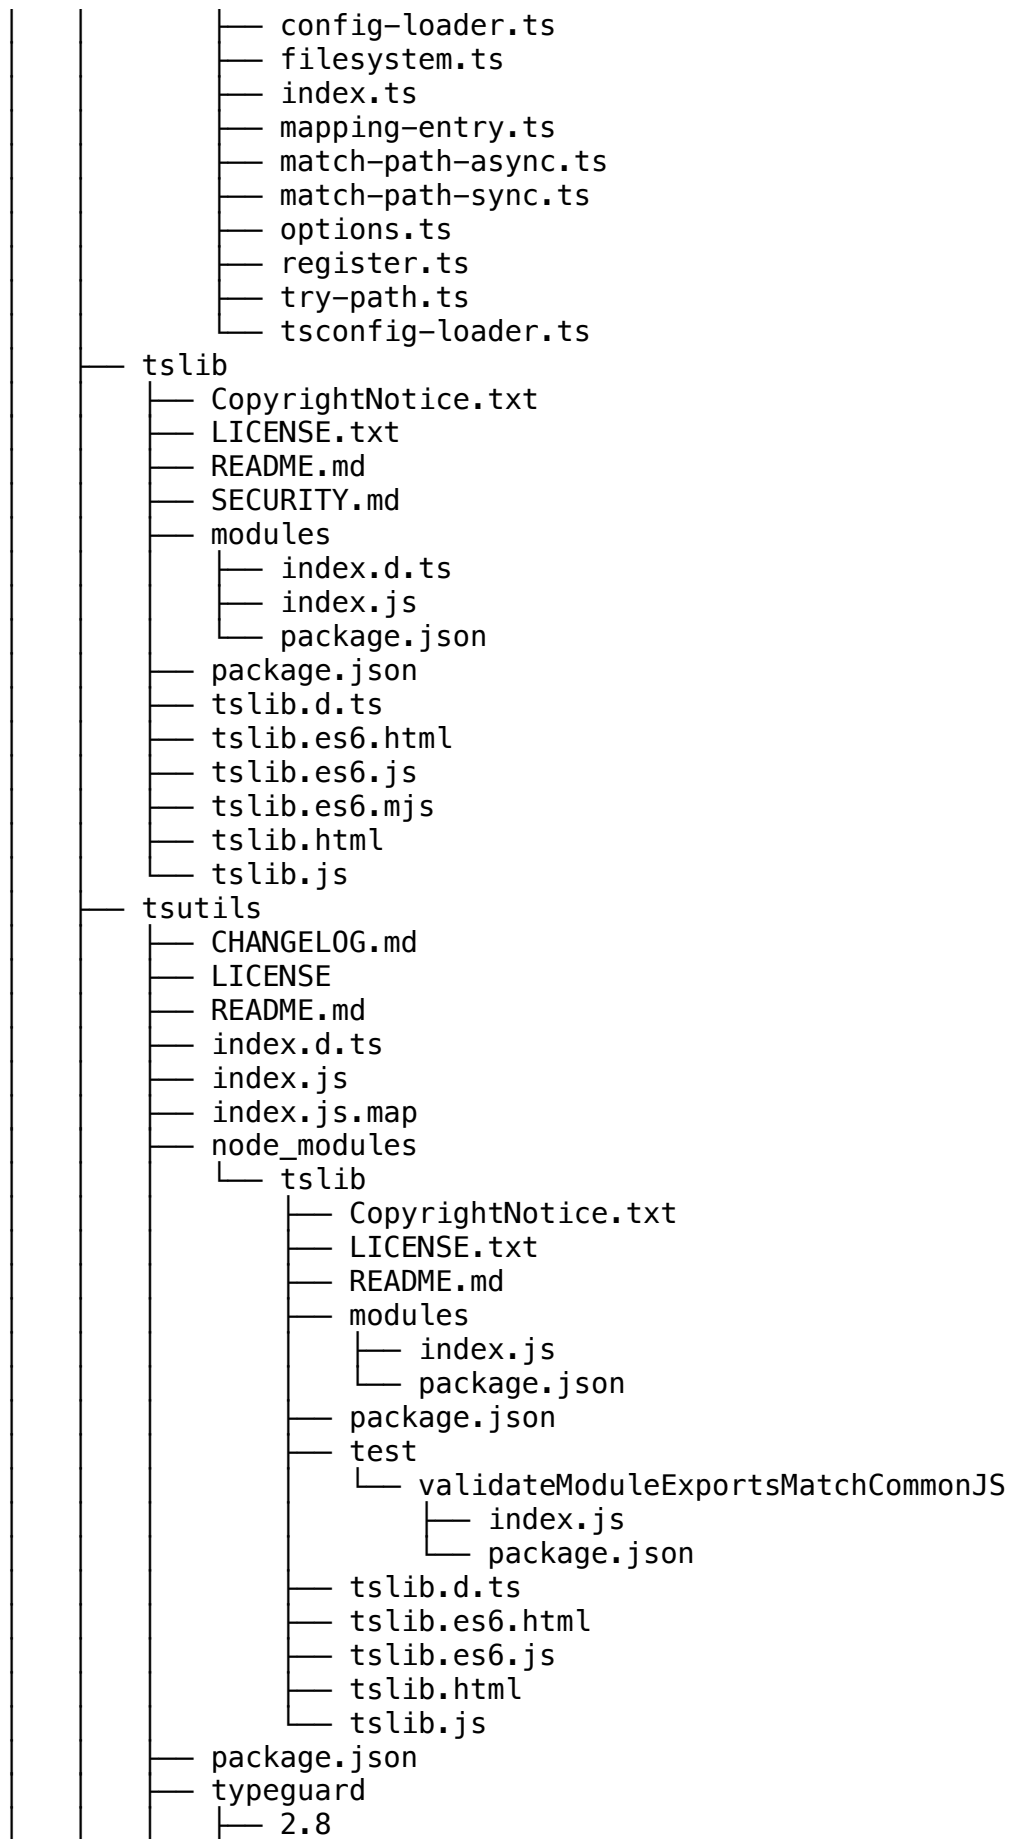 │   │       ├── config-loader.ts
│   │       ├── filesystem.ts
│   │       ├── index.ts
│   │       ├── mapping-entry.ts
│   │       ├── match-path-async.ts
│   │       ├── match-path-sync.ts
│   │       ├── options.ts
│   │       ├── register.ts
│   │       ├── try-path.ts
│   │       └── tsconfig-loader.ts
│   ├── tslib
│   │   ├── CopyrightNotice.txt
│   │   ├── LICENSE.txt
│   │   ├── README.md
│   │   ├── SECURITY.md
│   │   ├── modules
│   │   │   ├── index.d.ts
│   │   │   ├── index.js
│   │   │   └── package.json
│   │   ├── package.json
│   │   ├── tslib.d.ts
│   │   ├── tslib.es6.html
│   │   ├── tslib.es6.js
│   │   ├── tslib.es6.mjs
│   │   ├── tslib.html
│   │   └── tslib.js
│   ├── tsutils
│   │   ├── CHANGELOG.md
│   │   ├── LICENSE
│   │   ├── README.md
│   │   ├── index.d.ts
│   │   ├── index.js
│   │   ├── index.js.map
│   │   ├── node_modules
│   │   │   └── tslib
│   │   │       ├── CopyrightNotice.txt
│   │   │       ├── LICENSE.txt
│   │   │       ├── README.md
│   │   │       ├── modules
│   │   │       │   ├── index.js
│   │   │       │   └── package.json
│   │   │       ├── package.json
│   │   │       ├── test
│   │   │       │   └── validateModuleExportsMatchCommonJS
│   │   │       │       ├── index.js
│   │   │       │       └── package.json
│   │   │       ├── tslib.d.ts
│   │   │       ├── tslib.es6.html
│   │   │       ├── tslib.es6.js
│   │   │       ├── tslib.html
│   │   │       └── tslib.js
│   │   ├── package.json
│   │   ├── typeguard
│   │   │   ├── 2.8